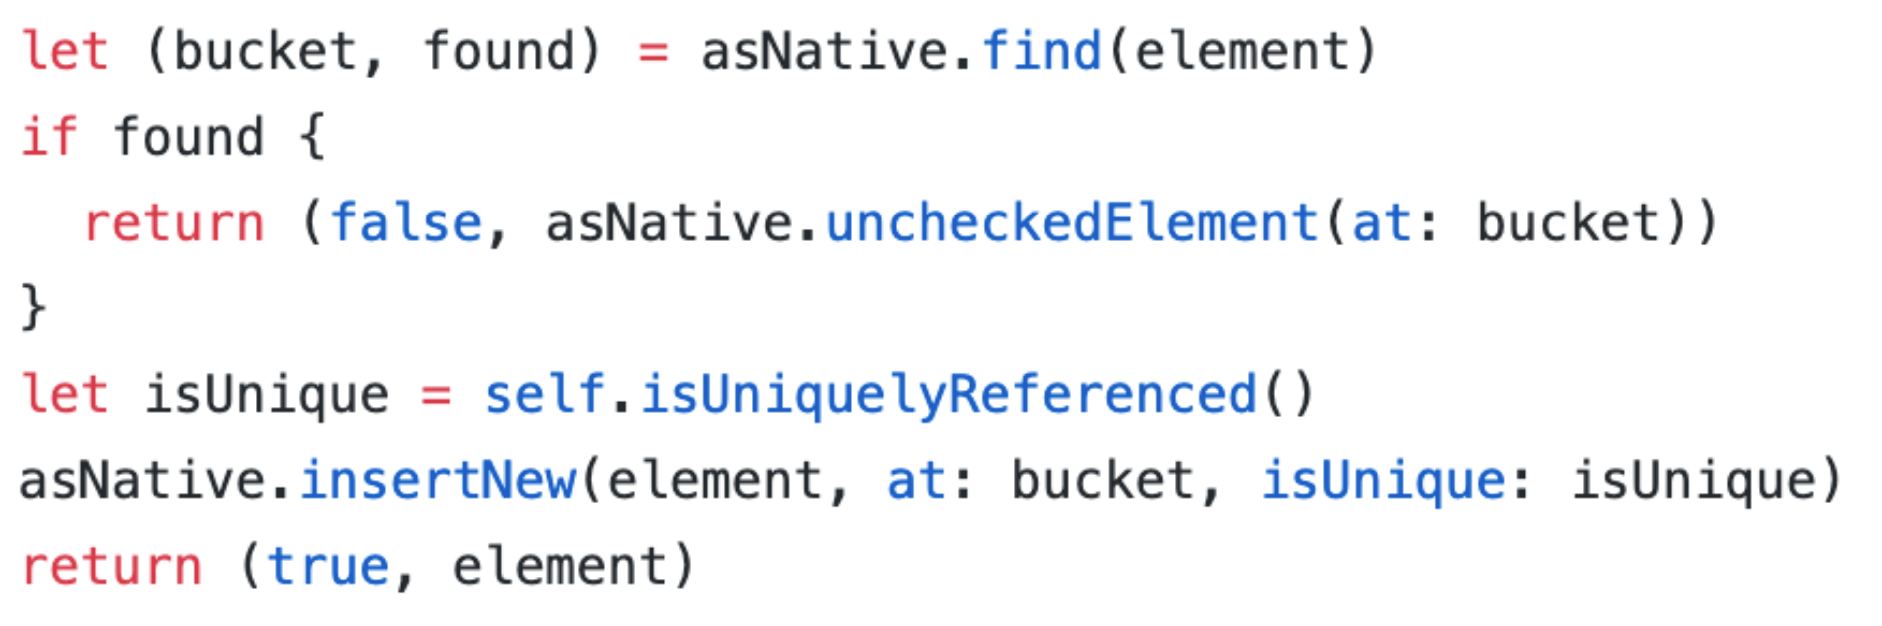 let (bucket, found) = asNative.find(element)
if found {
  return (false, asNative.uncheckedElement(at: bucket))
}
let isUnique = self.isUniquelyReferenced()
asNative.insertNew(element, at: bucket, isUnique: isUnique)
return (true, element)